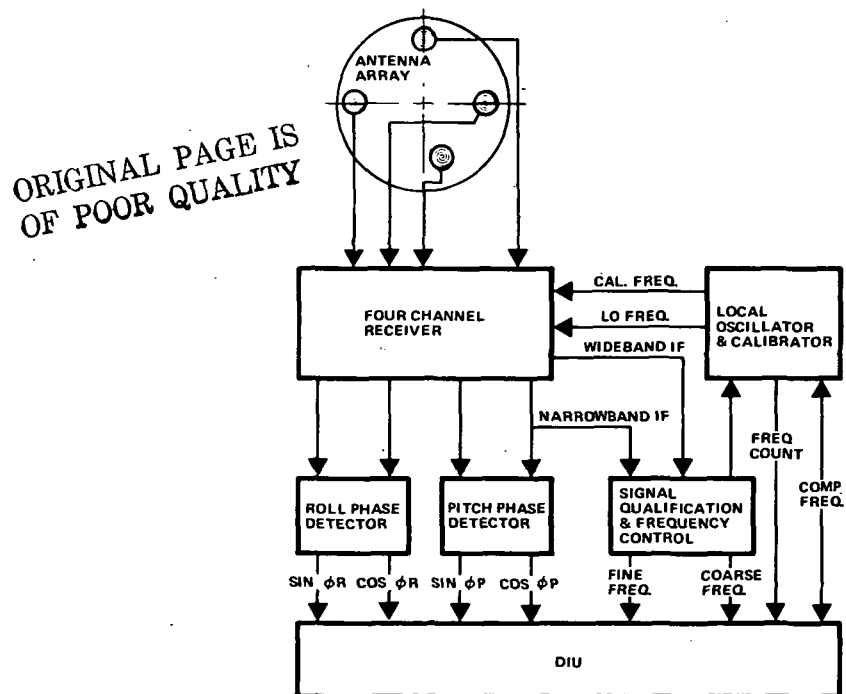 ANTENNA
ARRAY
ORIGINAL PAGE IS
OF POOR QUALITY
FOUR CHANNEL
RECEIVER
CAL. FREQ.
LO FREQ.
WIDEBAND IF
LOCAL
OSCILLATOR
& CALIBRATOR
NARROWBAND IF
FREQ
COUNT
COMP
FREQ.
ROLL PHASE
DETECTOR
PITCH PHASE
DETECTOR
SIGNAL
QUALIFICATION
& FREQUENCY
CONTROL
SIN ϕR
COS ϕR
SIN ϕP
COS ϕP
FINE
FREQ.
COARSE
FREQ.
DIU